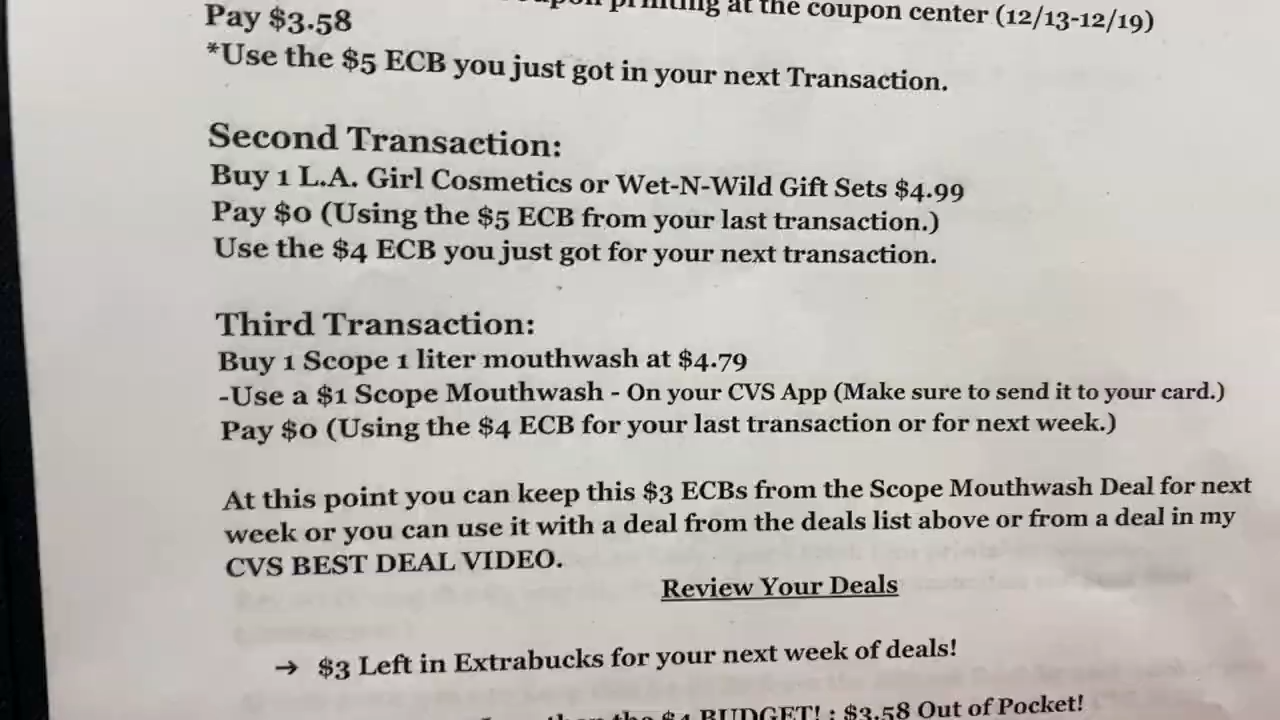 Pay $3.58
printing at the coupon center (12/13-12/19)
*Use the $5 ECB you just got in your next Transaction.
Second Transaction:
Buy 1 L.A. Girl Cosmetics or Wet-N-Wild Gift Sets $4.99
Pay $0 (Using the $5 ECB from your last transaction.)
Use the $4 ECB you just got for your next transaction.
Third Transaction:
Buy 1 Scope 1 liter mouthwash at $4.79
-Use a $1 Scope Mouthwash - On your CVS App (Make sure to send it to your card.)
Pay $0 (Using the $4 ECB for your last transaction or for next week.)
At this point you can keep this $3 ECBs from the Scope Mouthwash Deal for next
week or you can use it with a deal from the deals list above or from a deal in my
CVS BEST DEAL VIDEO.
Review Your Deals
→ $3 Left in Extrabucks for your next week of deals!
the $4 BUDGET! : $3.58 Out of Pocket!